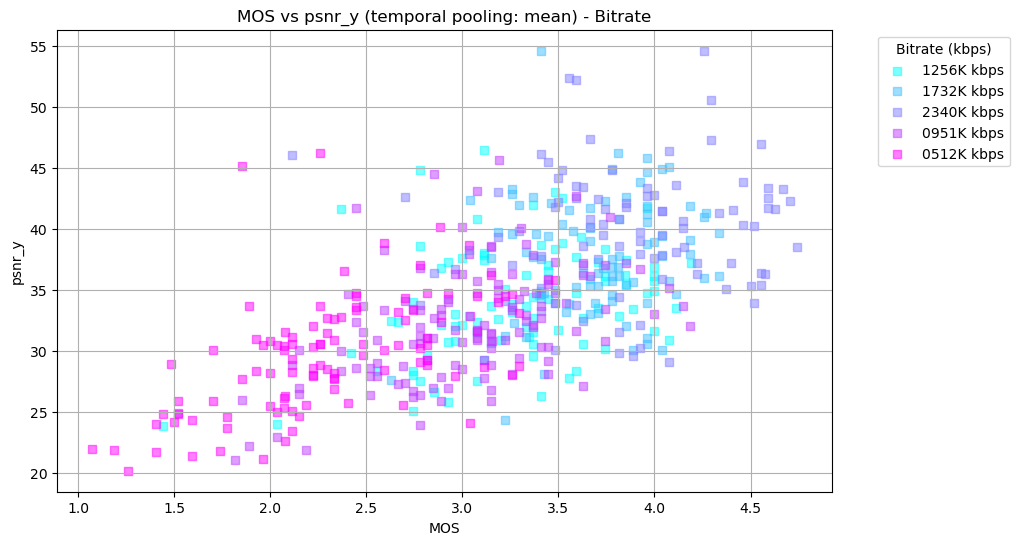 MOS vs psnr_y (temporal pooling: mean) - Bitrate
psnr_y
55
50
45
40
35
30
25
20
1.0 1.5 2.0 2.5 3.0 3.5 4.0 4.5
MOS
Bitrate (kbps)
1256K kbps
1732K kbps
2340K kbps
0951K kbps
0512K kbps